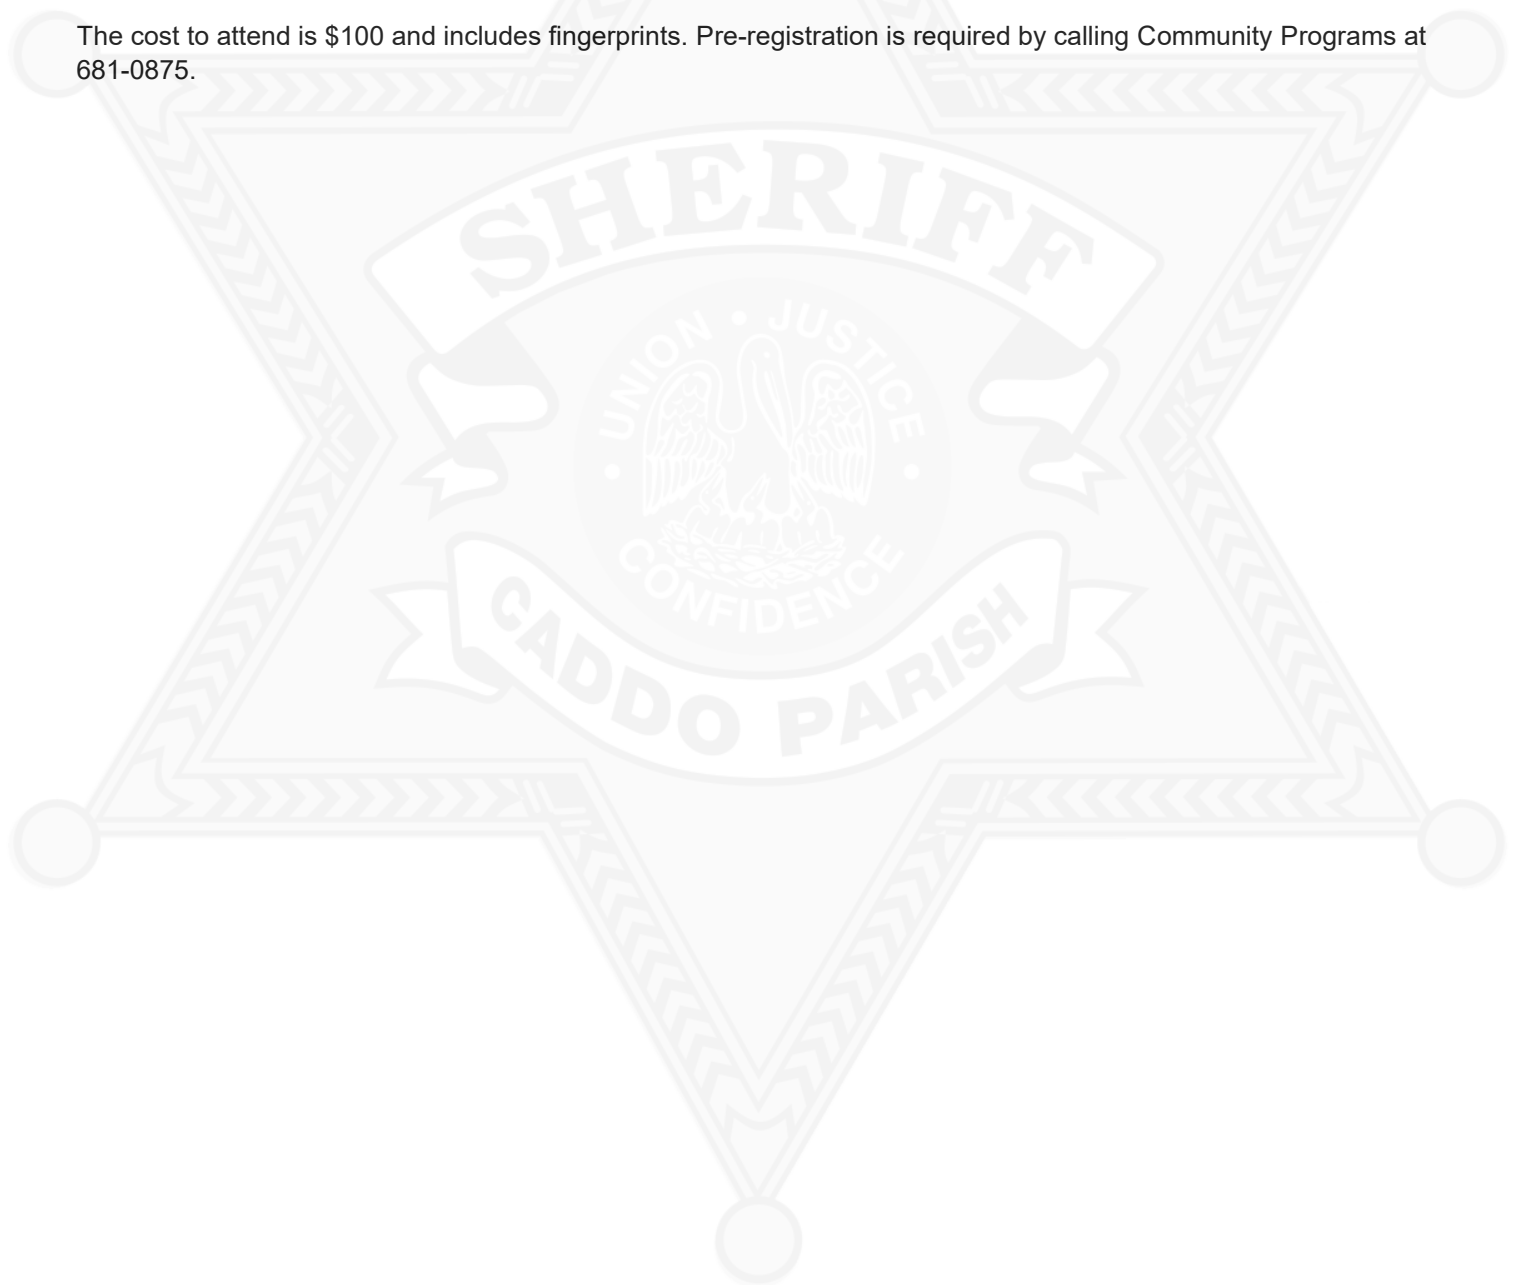 The cost to attend is $100 and includes fingerprints. Pre-registration is required by calling Community Programs at
681-0875.
SHERIFF
UNION • JUSTICE
• CONFIDENCE •
CADDO PARISH